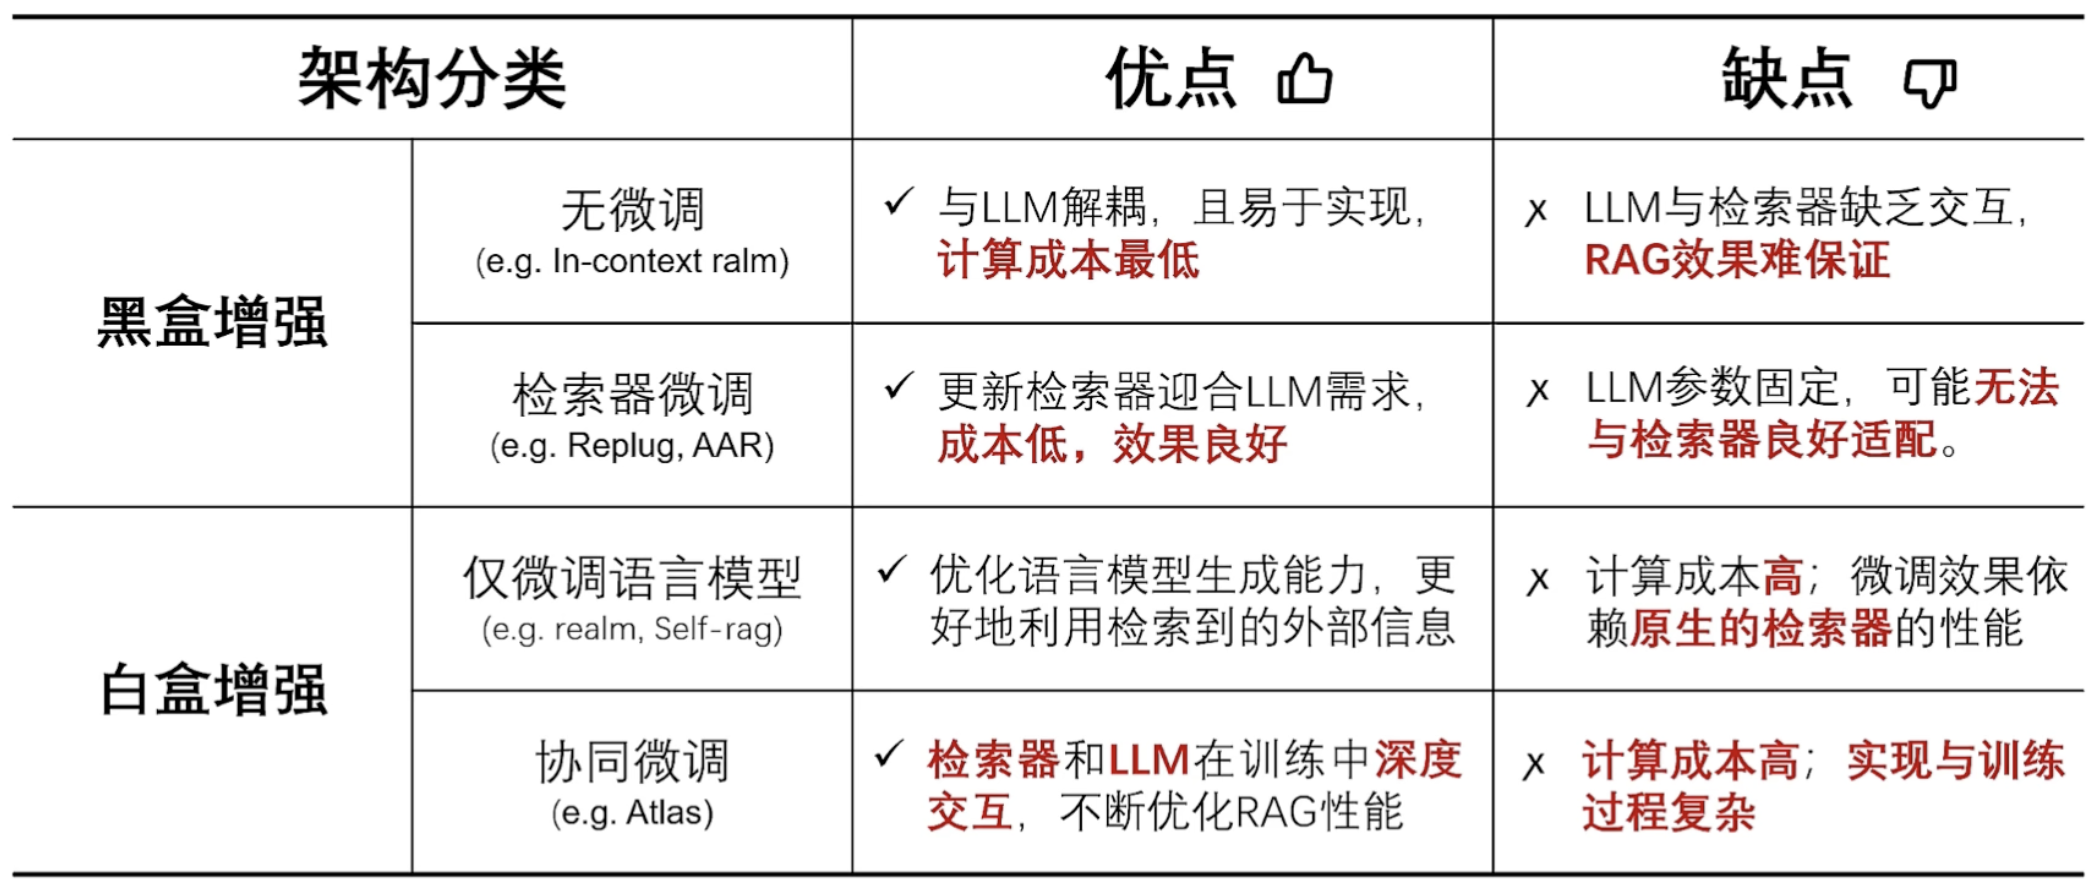 架构分类
优点
缺点
黑盒增强
无微调
(e.g. In-context ralm)
✓ 与LLM解耦，且易于实现，
计算成本最低
x LLM与检索器缺乏交互，
RAG效果难保证
检索器微调
(e.g. Replug, AAR)
✓ 更新检索器迎合LLM需求，
成本低，效果良好
x LLM参数固定，可能无法
与检索器良好适配。
白盒增强
仅微调语言模型
(e.g. realm, Self-rag)
✓ 优化语言模型生成能力，更
好地利用检索到的外部信息
x 计算成本高；微调效果依
赖原生的检索器的性能
协同微调
(e.g. Atlas)
✓ 检索器和LLM在训练中深度
交互，不断优化RAG性能
x 计算成本高；实现与训练
过程复杂